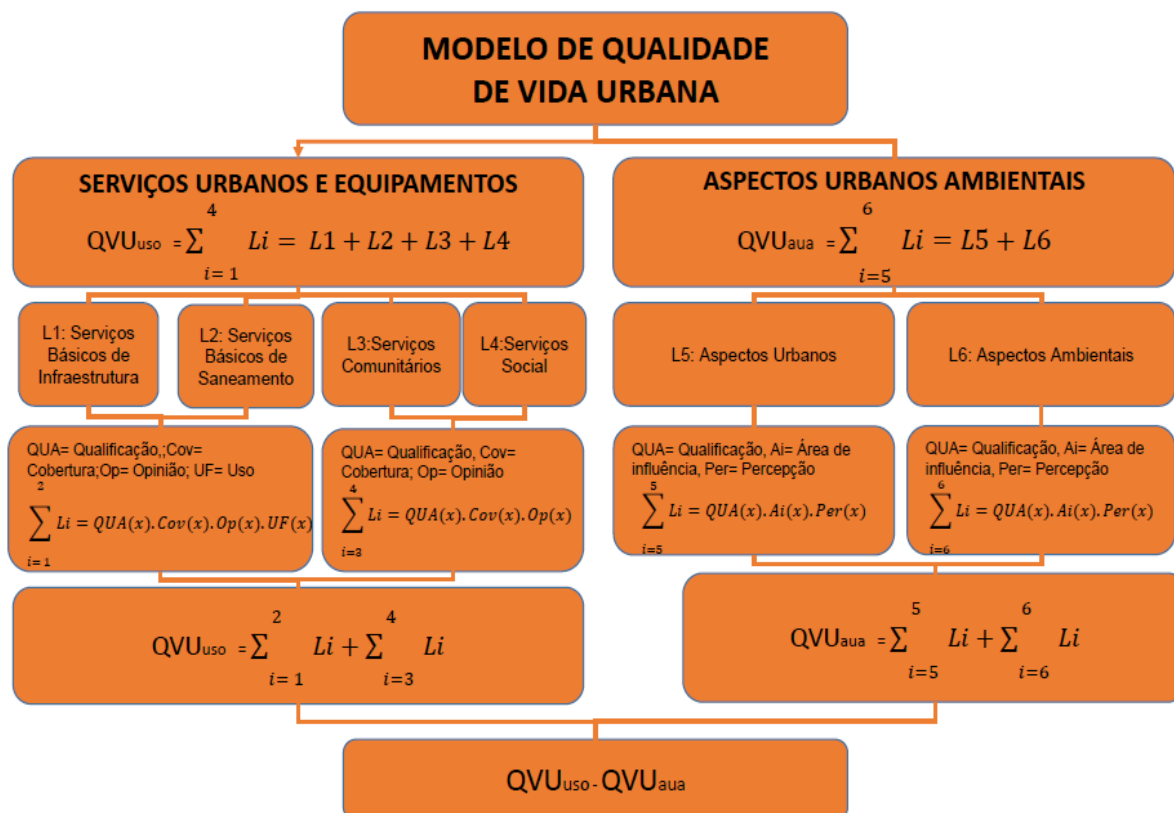 MODELO DE QUALIDADE
DE VIDA URBANA
SERVIÇOS URBANOS E EQUIPAMENTOS
4
QVUuso = ∑ Li = L1 + L2 + L3 + L4
i= 1
ASPECTOS URBANOS AMBIENTAIS
6
QVUaua = ∑ Li = L5 + L6
i=5
L1: Serviços
Básicos de
Infraestrutura
L2: Serviços
Básicos de
Saneamento
L3:Serviços
Comunitários
L4:Serviços
Social
L5: Aspectos Urbanos
L6: Aspectos Ambientais
QUA= Qualificação,;Cov=
Cobertura;Op= Opinião; UF= Uso
2
∑ Li = QUA(x).Cov(x).Op(x).UF(x)
i= 1
QUA= Qualificação, Cov=
Cobertura; Op= Opinião
4
∑ Li = QUA(x).Cov(x).Op(x)
i=3
QUA= Qualificação, Ai= Área de
influência, Per= Percepção
5
∑ Li = QUA(x).Ai(x).Per(x)
i=5
QUA= Qualificação, Ai= Área de
influência, Per= Percepção
6
∑ Li = QUA(x).Ai(x).Per(x)
i=6
2 4
QVUuso = ∑ Li + ∑ Li
i= 1 i=3
5 6
QVUaua = ∑ Li + ∑ Li
i=5 i=6
QVUuso - QVUaua